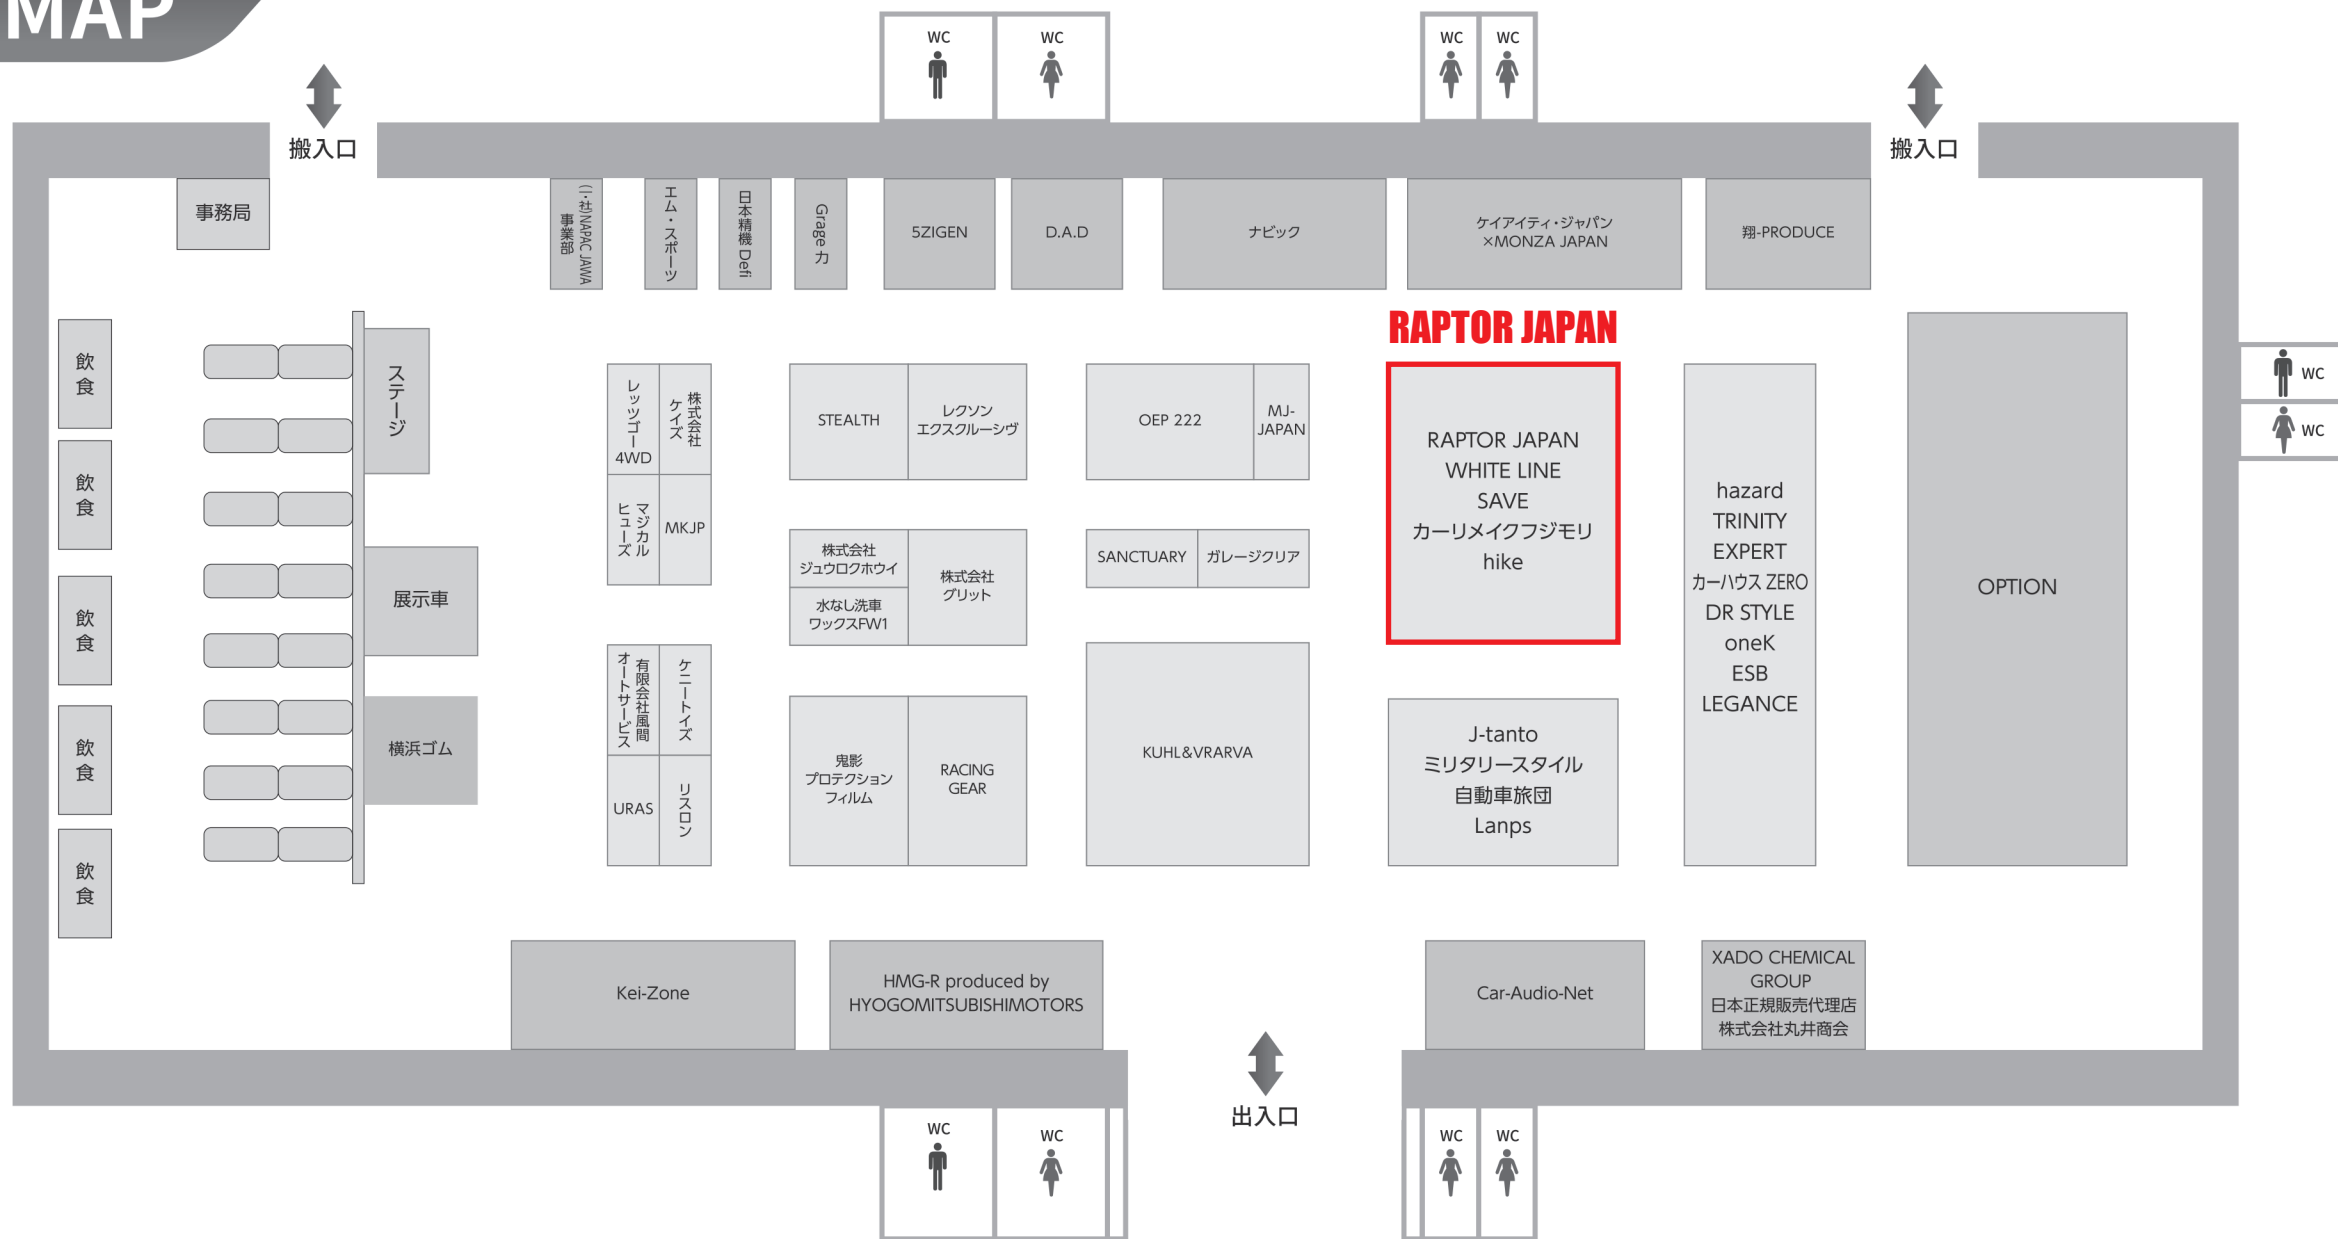 MAP
WC
WC
WC
WC
搬入口
搬入口
事務局
(一・社)NAPAC JAWA
事業部
エム・スポーツ
日本精機 Defi
Grage 力
5ZIGEN
D.A.D
ナビック
ケイアイティ・ジャパン
×MONZA JAPAN
翔-PRODUCE
RAPTOR JAPAN
飲食
飲食
飲食
飲食
飲食
ステージ
展示車
横浜ゴム
レッツゴー
4WD
株式会社
ケイズ
マジカル
ヒューズ
MKJP
有限会社風間
オートサービス
ケニートイズ
URAS
リスロン
STEALTH
レクソン
エクスクルーシヴ
株式会社
ジュウロクホウイ
水なし洗車
ワックスFW1
株式会社
グリット
鬼影
プロテクション
フィルム
RACING
GEAR
OEP 222
MJ-
JAPAN
SANCTUARY
ガレージクリア
KUHL&VRARVA
RAPTOR JAPAN
WHITE LINE
SAVE
カーリメイクフジモリ
hike
J-tanto
ミリタリースタイル
自動車旅団
Lanps
hazard
TRINITY
EXPERT
カーハウス ZERO
DR STYLE
oneK
ESB
LEGANCE
OPTION
WC
WC
Kei-Zone
HMG-R produced by
HYOGOMITSUBISHIMOTORS
Car-Audio-Net
XADO CHEMICAL
GROUP
日本正規販売代理店
株式会社丸井商会
出入口
WC
WC
WC
WC